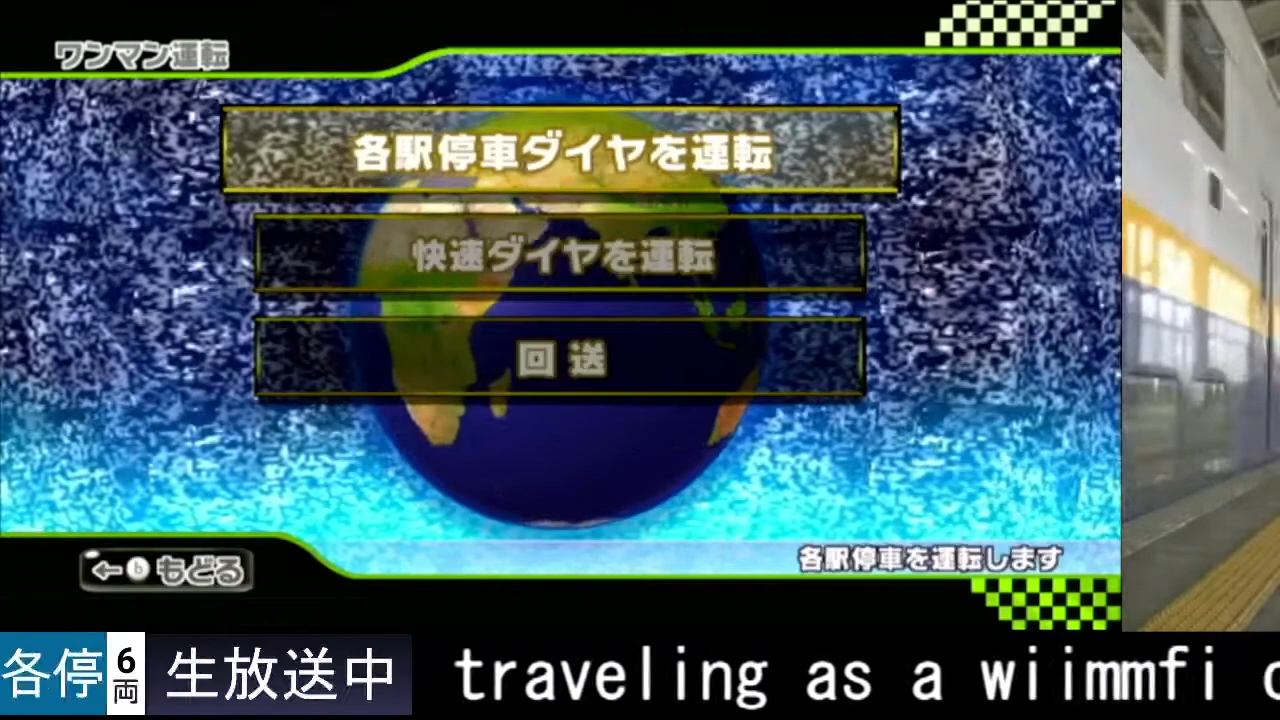 ワンマン運転
各駅停車ダイヤを運転
快速ダイヤを運転
回送
各駅停車を運転します
←b もどる
各停
6両
生放送中
traveling as a wiimmfi